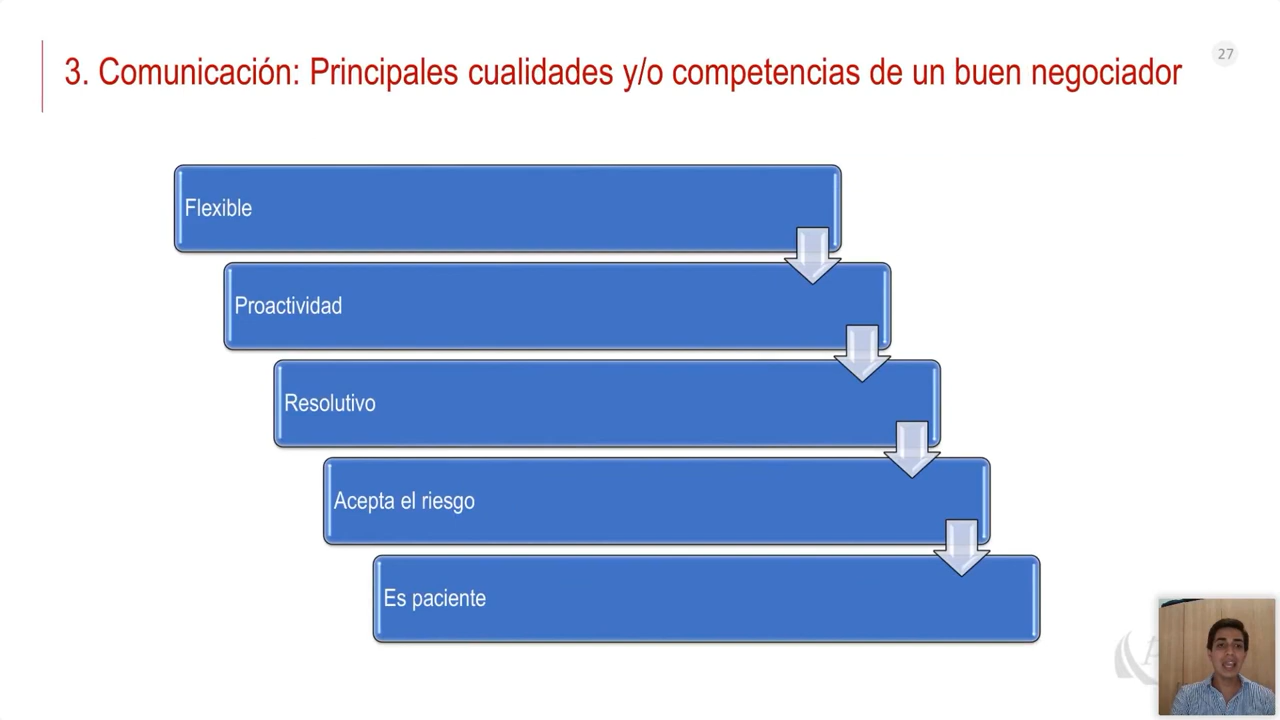 3. Comunicación: Principales cualidades y/o competencias de un buen negociador
27
Flexible
Proactividad
Resolutivo
Acepta el riesgo
Es paciente